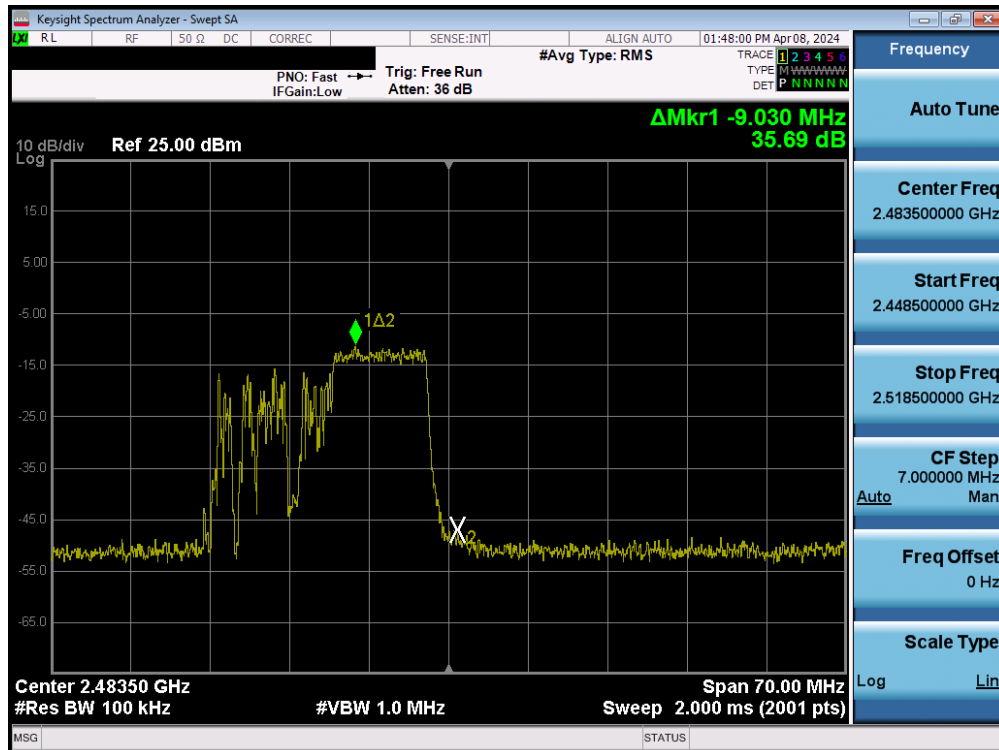 Keysight Spectrum Analyzer - Swept SA
LXI RL RF 50 Ω DC CORREC SENSE:INT ALIGN AUTO 01:48:00 PM Apr 08, 2024
#Avg Type: RMS
TRACE 1 2 3 4 5 6
TYPE M WWWWW
DET P N N N N N
PNO: Fast
IFGain:Low
Trig: Free Run
Atten: 36 dB
ΔMkr1 -9.030 MHz
35.69 dB
10 dB/div
Log
Ref 25.00 dBm
15.0
5.00
-5.00
-15.0
-25.0
-35.0
-45.0
-55.0
-65.0
1Δ2
X2
Center 2.48350 GHz
Span 70.00 MHz
#Res BW 100 kHz
#VBW 1.0 MHz
Sweep 2.000 ms (2001 pts)
MSG
STATUS
Frequency
Auto Tune
Center Freq
2.483500000 GHz
Start Freq
2.448500000 GHz
Stop Freq
2.518500000 GHz
CF Step
7.000000 MHz
Auto Man
Freq Offset
0 Hz
Scale Type
Log Lin